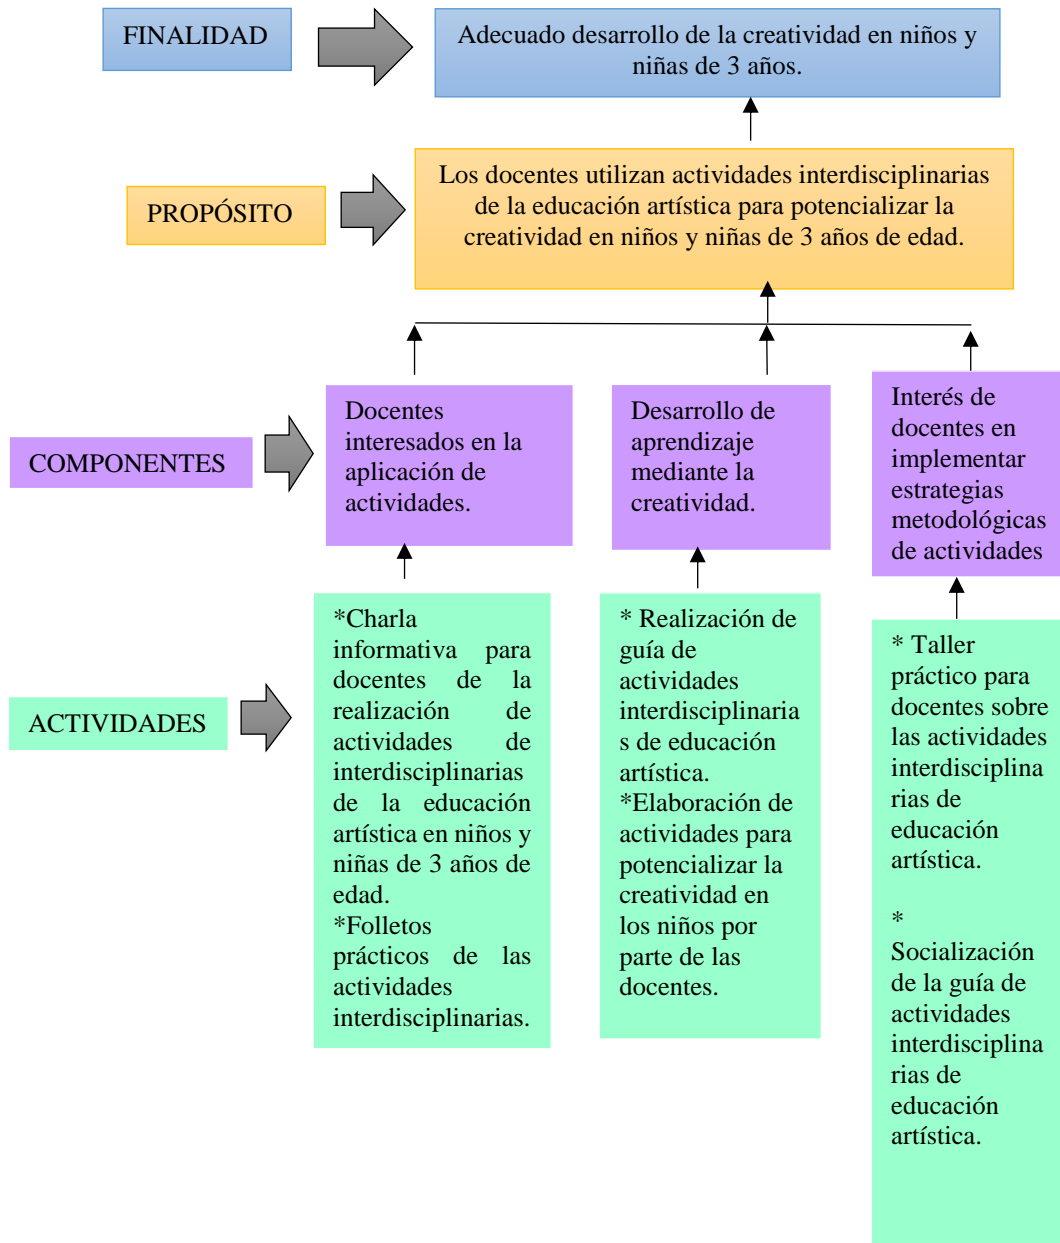 FINALIDAD
Adecuado desarrollo de la creatividad en niños y
niñas de 3 años.
PROPÓSITO
Los docentes utilizan actividades interdisciplinarias
de la educación artística para potencializar la
creatividad en niños y niñas de 3 años de edad.
COMPONENTES
Docentes
interesados en la
aplicación de
actividades.
Desarrollo de
aprendizaje
mediante la
creatividad.
Interés de
docentes en
implementar
estrategias
metodológicas
de actividades
ACTIVIDADES
*Charla
informativa para
docentes de la
realización de
actividades de
interdisciplinarias
de la educación
artística en niños y
niñas de 3 años de
edad.
*Folletos
prácticos de las
actividades
interdisciplinarias.
* Realización de
guía de
actividades
interdisciplinaria
s de educación
artística.
*Elaboración de
actividades para
potencializar la
creatividad en
los niños por
parte de las
docentes.
* Taller
práctico para
docentes sobre
las actividades
interdisciplina
rias de
educación
artística.
*
Socialización
de la guía de
actividades
interdisciplina
rias de
educación
artística.